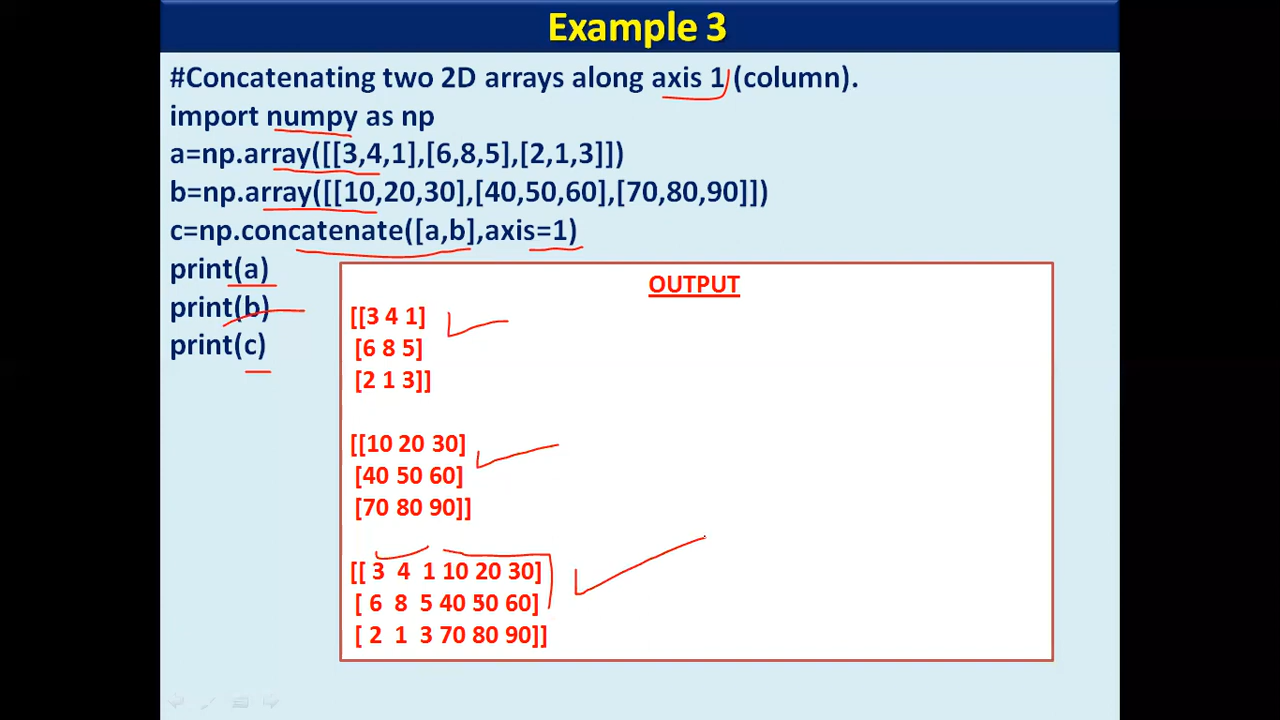 Example 3
#Concatenating two 2D arrays along axis 1 (column).
import numpy as np
a=np.array([[3,4,1],[6,8,5],[2,1,3]])
b=np.array([[10,20,30],[40,50,60],[70,80,90]])
c=np.concatenate([a,b],axis=1)
print(a)
print(b)
print(c)
OUTPUT
[[3 4 1]
[6 8 5]
[2 1 3]]
[[10 20 30]
[40 50 60]
[70 80 90]]
[[ 3 4 1 10 20 30]
[ 6 8 5 40 50 60]
[ 2 1 3 70 80 90]]